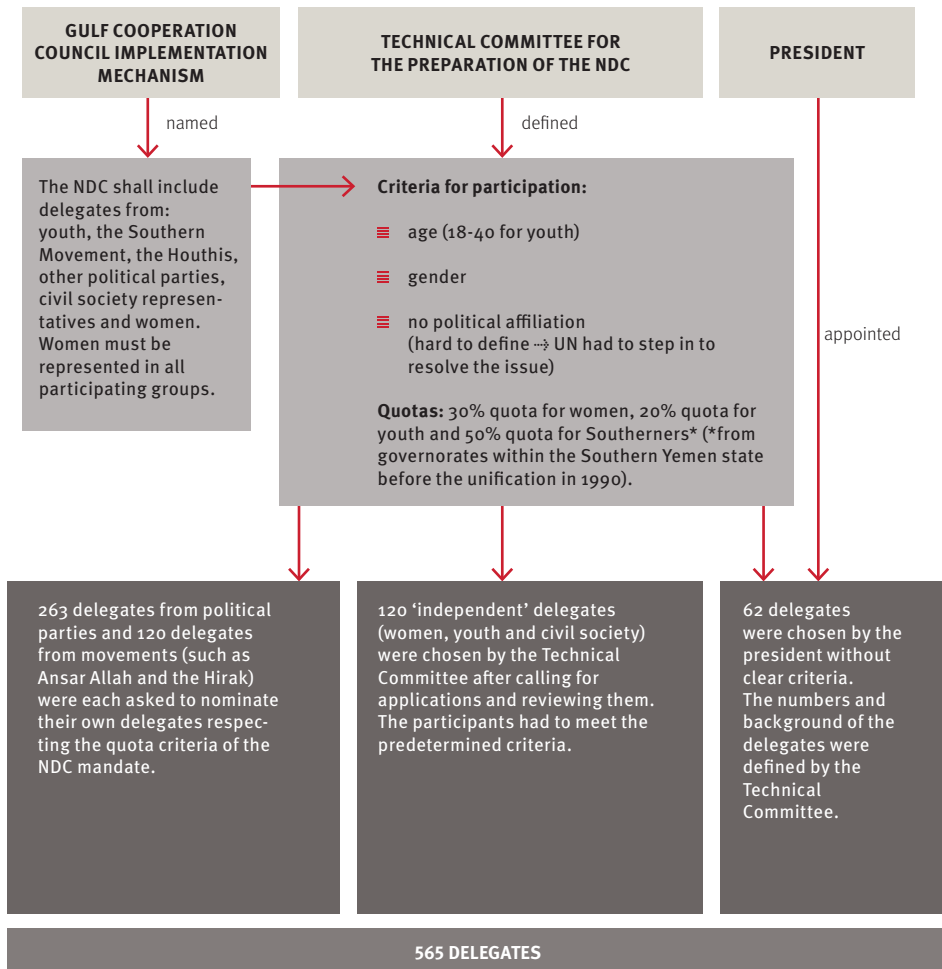 GULF COOPERATION
COUNCIL IMPLEMENTATION
MECHANISM
TECHNICAL COMMITTEE FOR
THE PREPARATION OF THE NDC
PRESIDENT
named
defined
The NDC shall include
delegates from:
youth, the Southern
Movement, the Houthis,
other political parties,
civil society represen-
tatives and women.
Women must be
represented in all
participating groups.
Criteria for participation:
age (18-40 for youth)
gender
no political affiliation
(hard to define ⇢ UN had to step in to
resolve the issue)
Quotas: 30% quota for women, 20% quota for
youth and 50% quota for Southerners* (*from
governorates within the Southern Yemen state
before the unification in 1990).
appointed
263 delegates from political
parties and 120 delegates
from movements (such as
Ansar Allah and the Hirak)
were each asked to nominate
their own delegates respec-
ting the quota criteria of the
NDC mandate.
120 ‘independent’ delegates
(women, youth and civil society)
were chosen by the Technical
Committee after calling for
applications and reviewing them.
The participants had to meet the
predetermined criteria.
62 delegates
were chosen by the
president without
clear criteria.
The numbers and
background of the
delegates were
defined by the
Technical
Committee.
565 DELEGATES